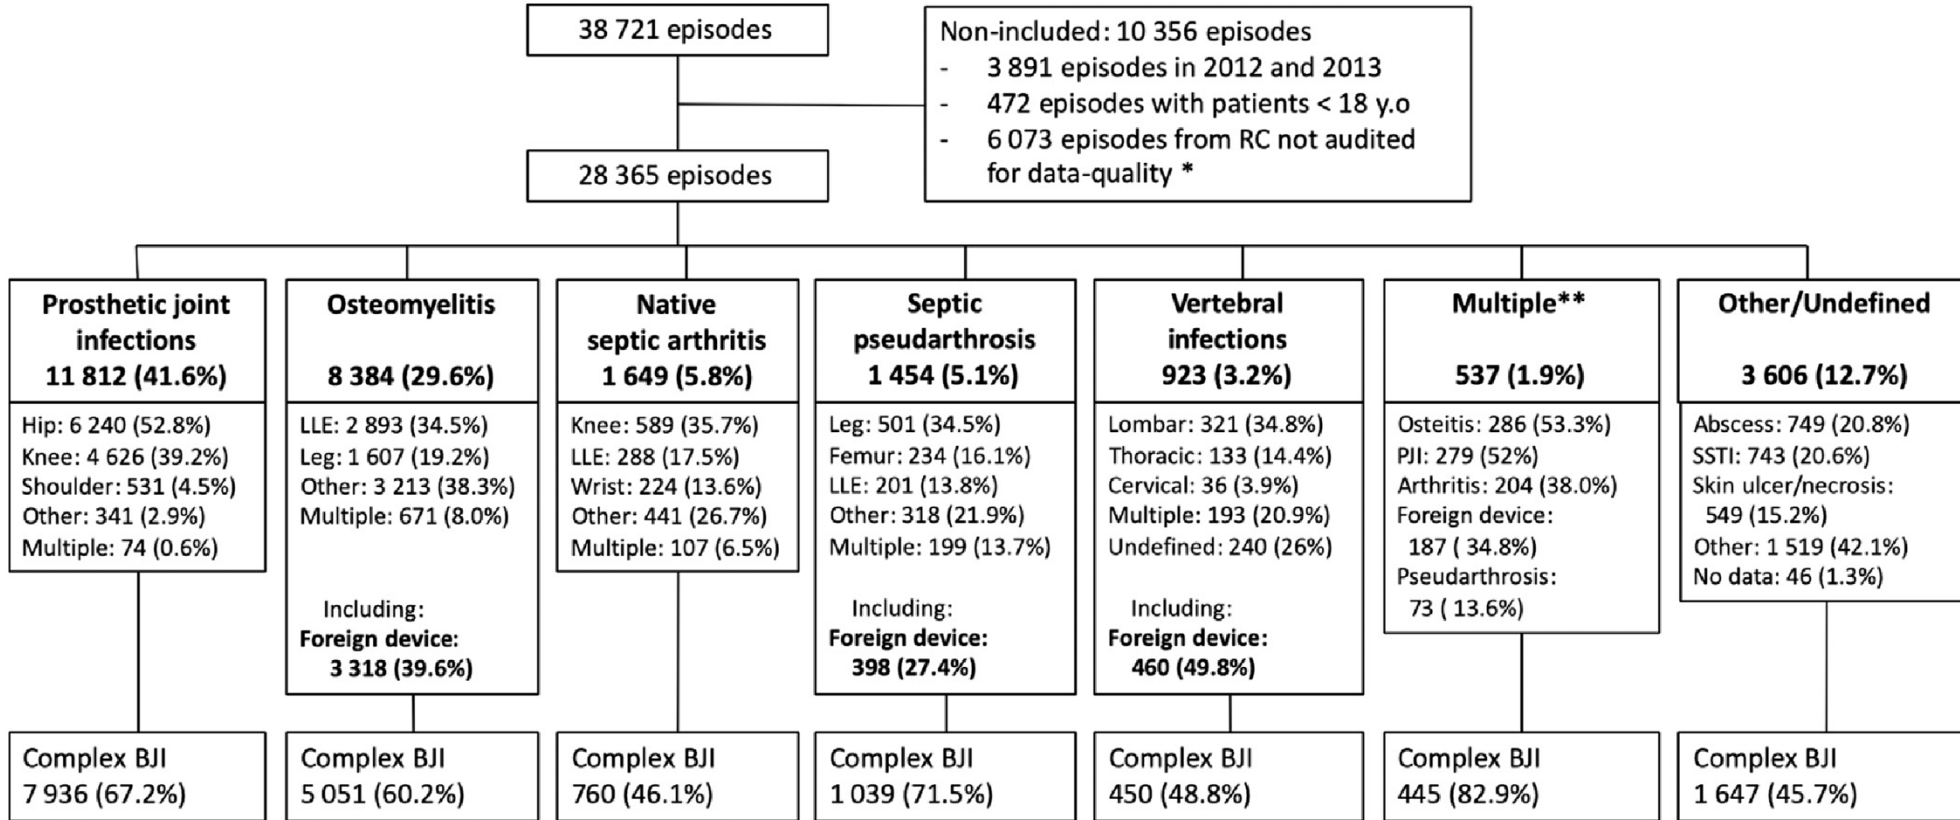 38 721 episodes
Non-included: 10 356 episodes
- 3 891 episodes in 2012 and 2013
- 472 episodes with patients < 18 y.o
- 6 073 episodes from RC not audited
for data-quality *
28 365 episodes
Prosthetic joint
infections
11 812 (41.6%)
Hip: 6 240 (52.8%)
Knee: 4 626 (39.2%)
Shoulder: 531 (4.5%)
Other: 341 (2.9%)
Multiple: 74 (0.6%)
Complex BJI
7 936 (67.2%)
Osteomyelitis
8 384 (29.6%)
LLE: 2 893 (34.5%)
Leg: 1 607 (19.2%)
Other: 3 213 (38.3%)
Multiple: 671 (8.0%)
Including:
Foreign device:
3 318 (39.6%)
Complex BJI
5 051 (60.2%)
Native
septic arthritis
1 649 (5.8%)
Knee: 589 (35.7%)
LLE: 288 (17.5%)
Wrist: 224 (13.6%)
Other: 441 (26.7%)
Multiple: 107 (6.5%)
Complex BJI
760 (46.1%)
Septic
pseudarthrosis
1 454 (5.1%)
Leg: 501 (34.5%)
Femur: 234 (16.1%)
LLE: 201 (13.8%)
Other: 318 (21.9%)
Multiple: 199 (13.7%)
Including:
Foreign device:
398 (27.4%)
Complex BJI
1 039 (71.5%)
Vertebral
infections
923 (3.2%)
Lombar: 321 (34.8%)
Thoracic: 133 (14.4%)
Cervical: 36 (3.9%)
Multiple: 193 (20.9%)
Undefined: 240 (26%)
Including:
Foreign device:
460 (49.8%)
Complex BJI
450 (48.8%)
Multiple**
537 (1.9%)
Osteitis: 286 (53.3%)
PJI: 279 (52%)
Arthritis: 204 (38.0%)
Foreign device:
187 ( 34.8%)
Pseudarthrosis:
73 ( 13.6%)
Complex BJI
445 (82.9%)
Other/Undefined
3 606 (12.7%)
Abscess: 749 (20.8%)
SSTI: 743 (20.6%)
Skin ulcer/necrosis:
549 (15.2%)
Other: 1 519 (42.1%)
No data: 46 (1.3%)
Complex BJI
1 647 (45.7%)